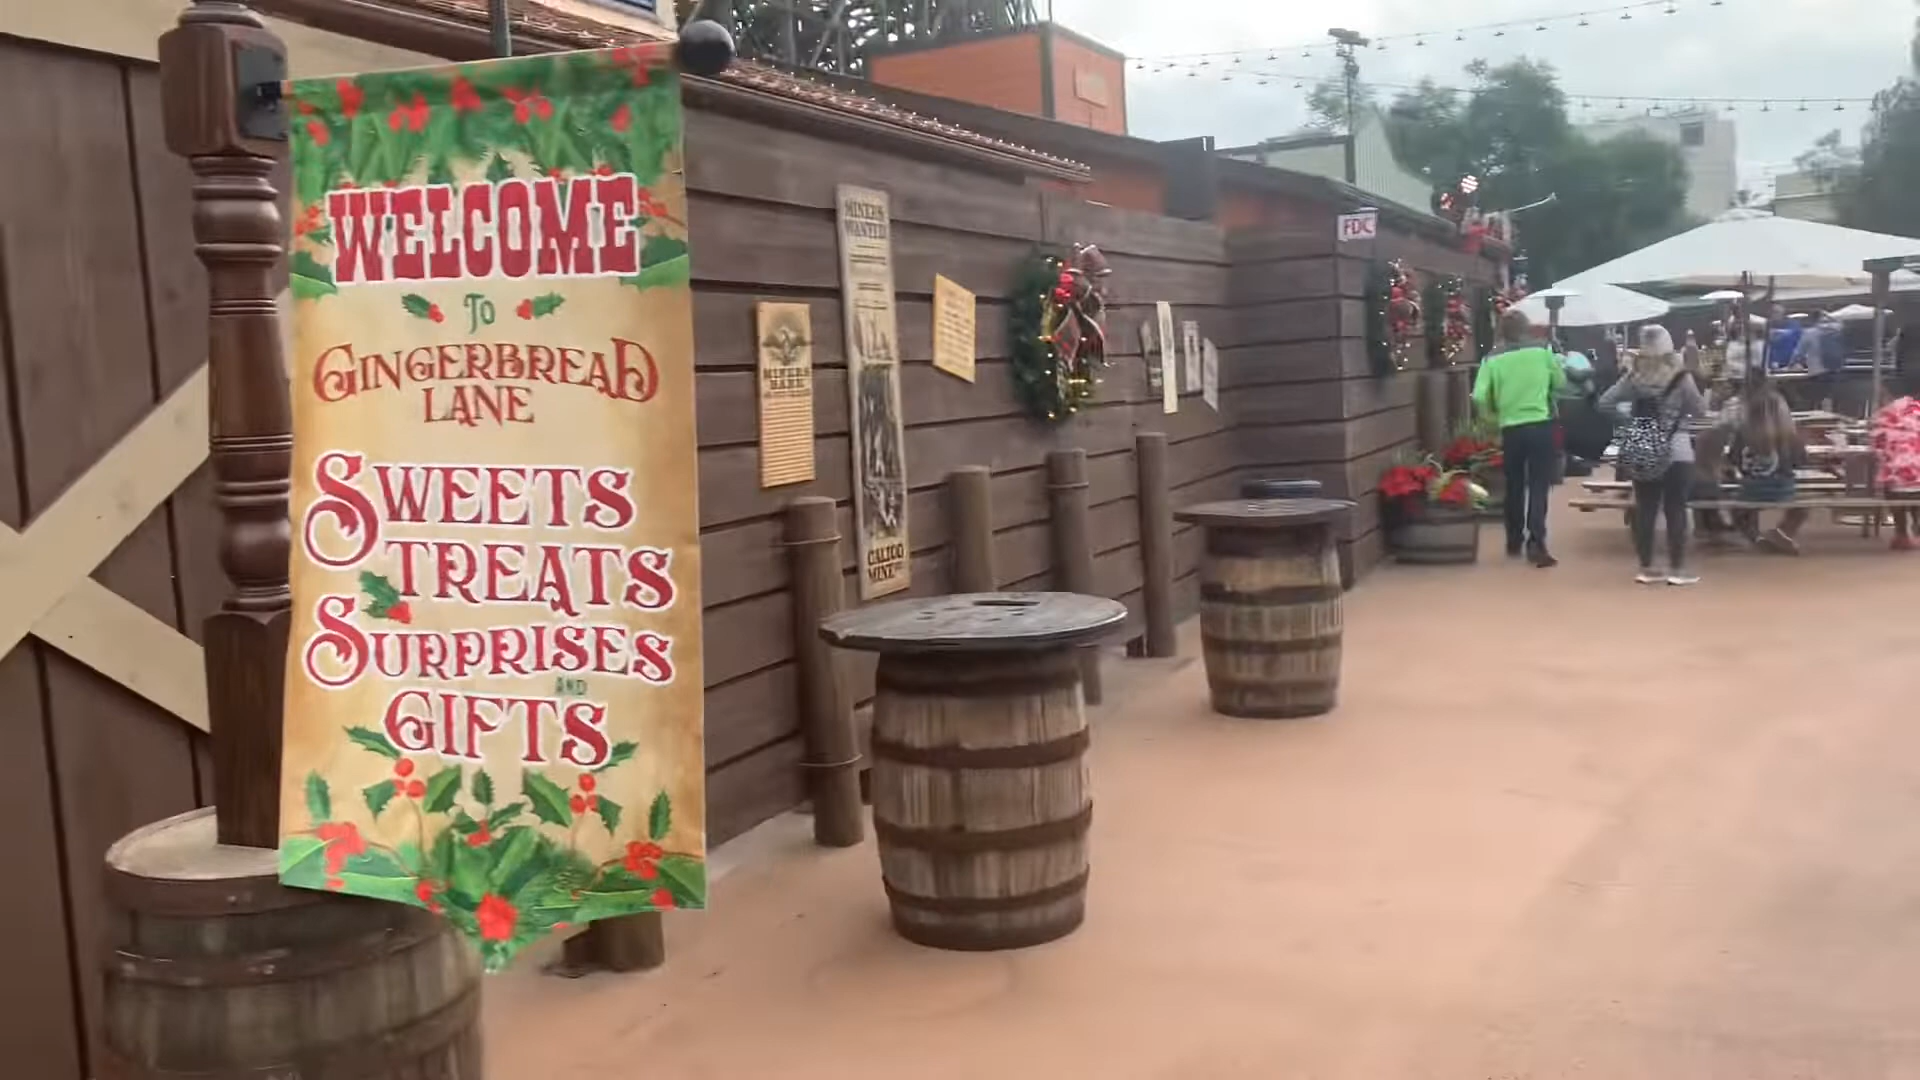 WELCOME
TO
GINGERBREAD
LANE
SWEETS
TREATS
SURPRISES
AND
GIFTS
MINERS
WANTED
MINERS
BANK
CALICO
MINE
FDC